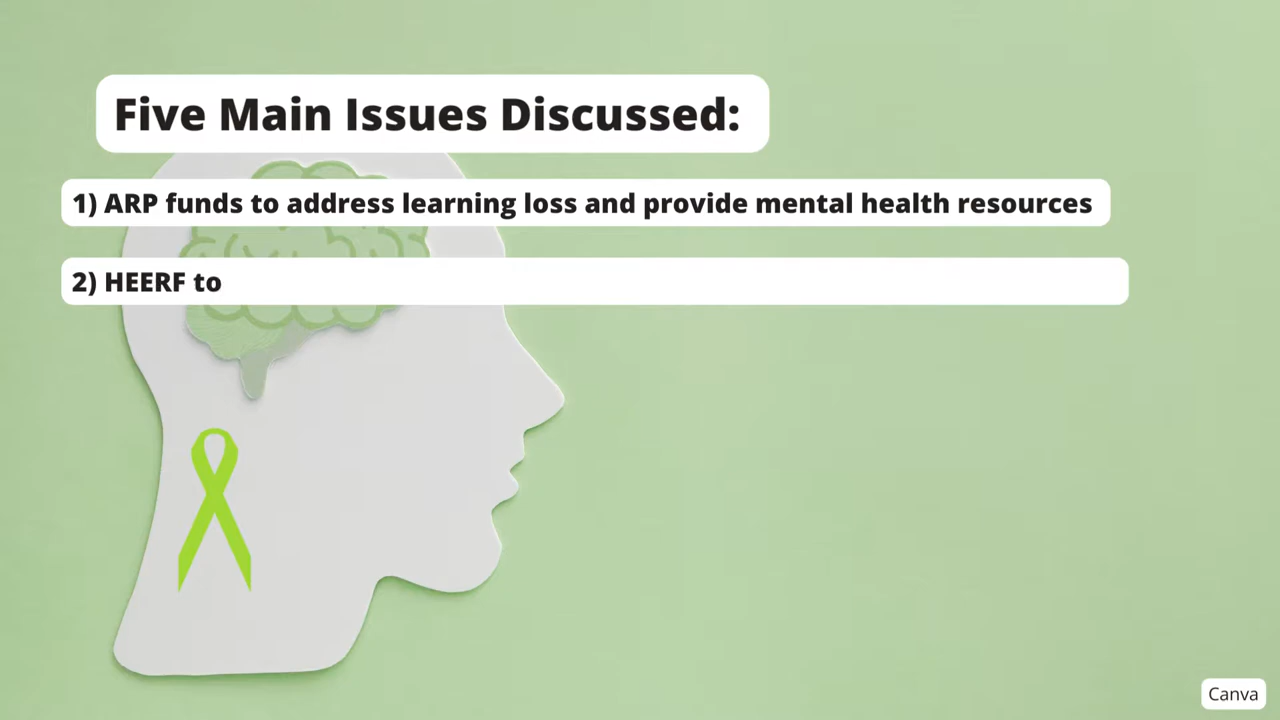 Five Main Issues Discussed:
1) ARP funds to address learning loss and provide mental health resources
2) HEERF to
Canva